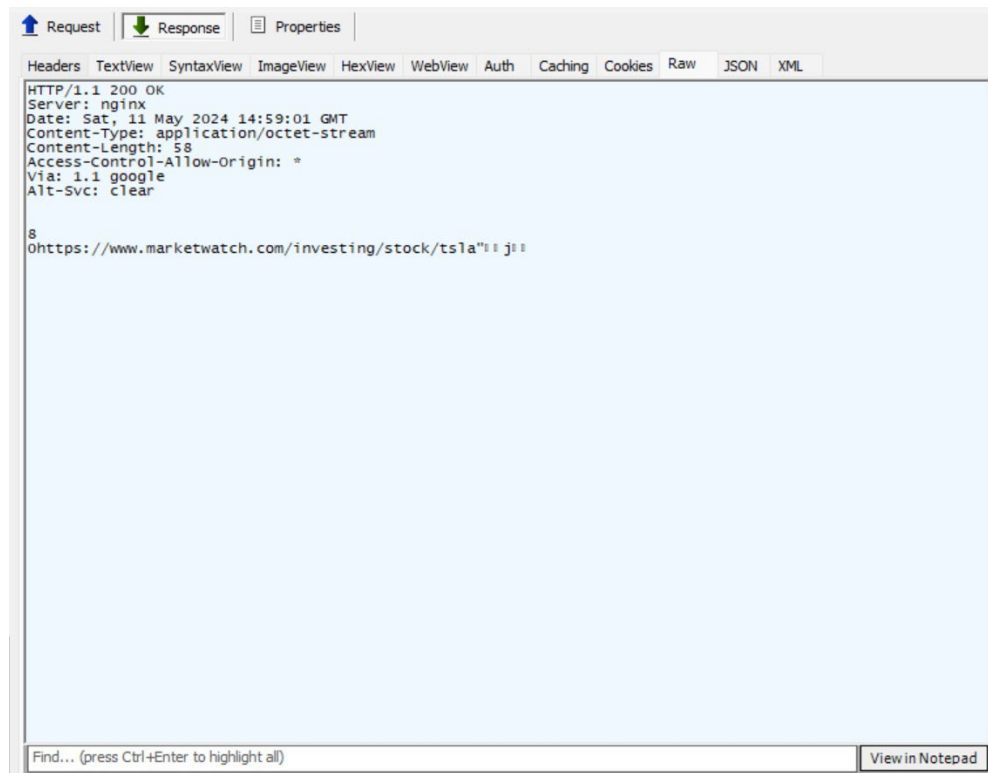 Request Response Properties
Headers TextView SyntaxView ImageView HexView WebView Auth Caching Cookies Raw JSON XML
HTTP/1.1 200 OK
Server: nginx
Date: Sat, 11 May 2024 14:59:01 GMT
Content-Type: application/octet-stream
Content-Length: 58
Access-Control-Allow-Origin: *
Via: 1.1 google
Alt-Svc: clear
8
0https://www.marketwatch.com/investing/stock/tsla"▯▯j▯▯
Find... (press Ctrl+Enter to highlight all) View in Notepad